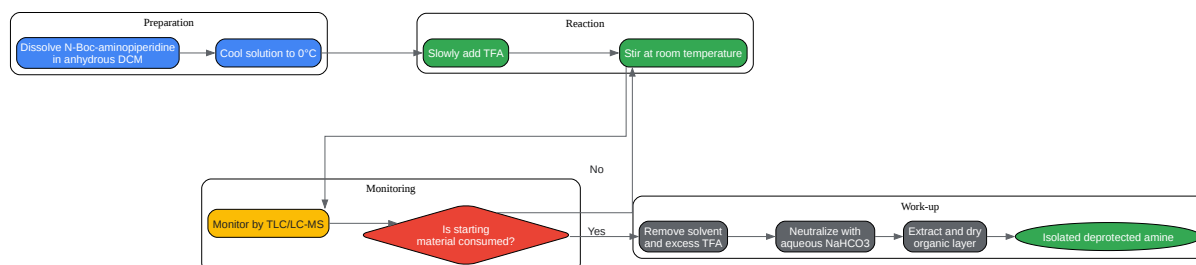 Preparation
Dissolve N-Boc-aminopiperidine
in anhydrous DCM
Cool solution to 0°C
Reaction
Slowly add TFA
Stir at room temperature
No
Monitoring
Monitor by TLC/LC-MS
Is starting
material consumed?
Yes
Work-up
Remove solvent
and excess TFA
Neutralize with
aqueous NaHCO3
Extract and dry
organic layer
Isolated deprotected amine